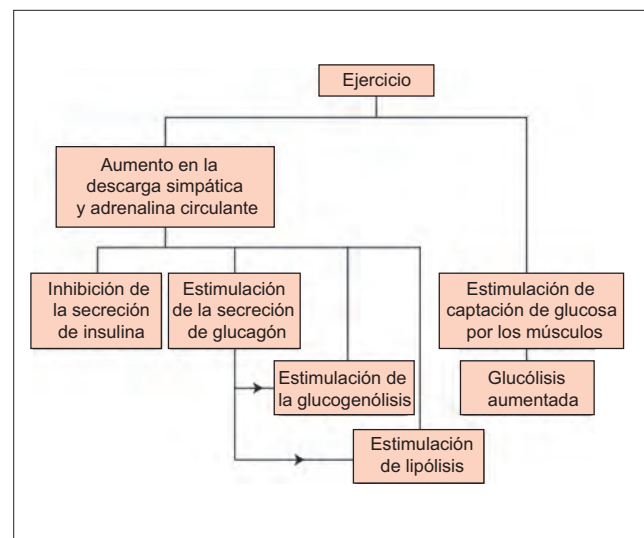 Ejercicio
Aumento en la
descarga simpática
y adrenalina circulante
Inhibición de
la secreción
de insulina
Estimulación
de la secreción
de glucagón
Estimulación de
captación de glucosa
por los músculos
Estimulación de
la glucogenólisis
Glucólisis
aumentada
Estimulación
de lipólisis